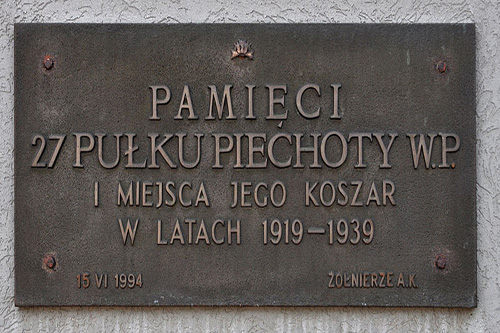 PAMIĘCI
27 PUŁKU PIECHOTY W.P.
I MIEJSCA JEGO KOSZAR
W LATACH 1919-1939
15 VI 1994 ŻOŁNIERZE A.K.